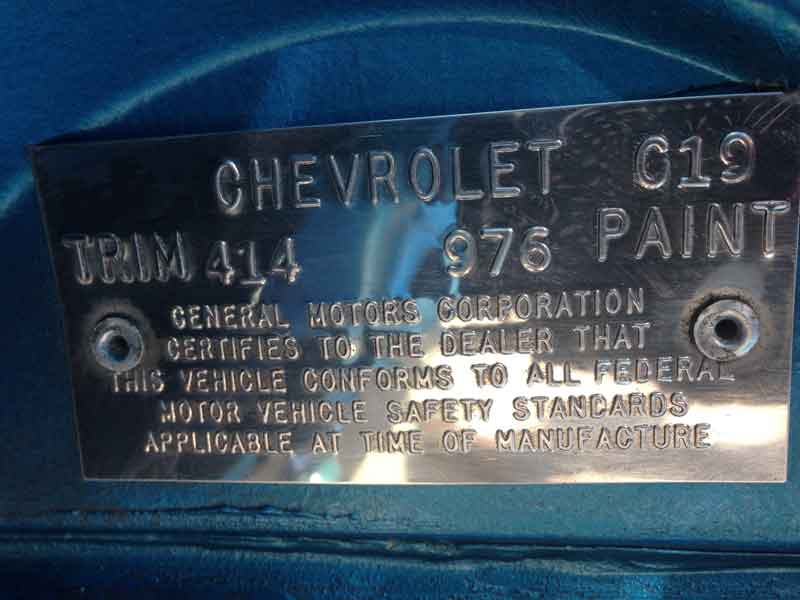 CHEVROLET C19
TRIM 414 976 PAINT
GENERAL MOTORS CORPORATION
CERTIFIES TO THE DEALER THAT
THIS VEHICLE CONFORMS TO ALL FEDERAL
MOTOR VEHICLE SAFETY STANDARDS
APPLICABLE AT TIME OF MANUFACTURE